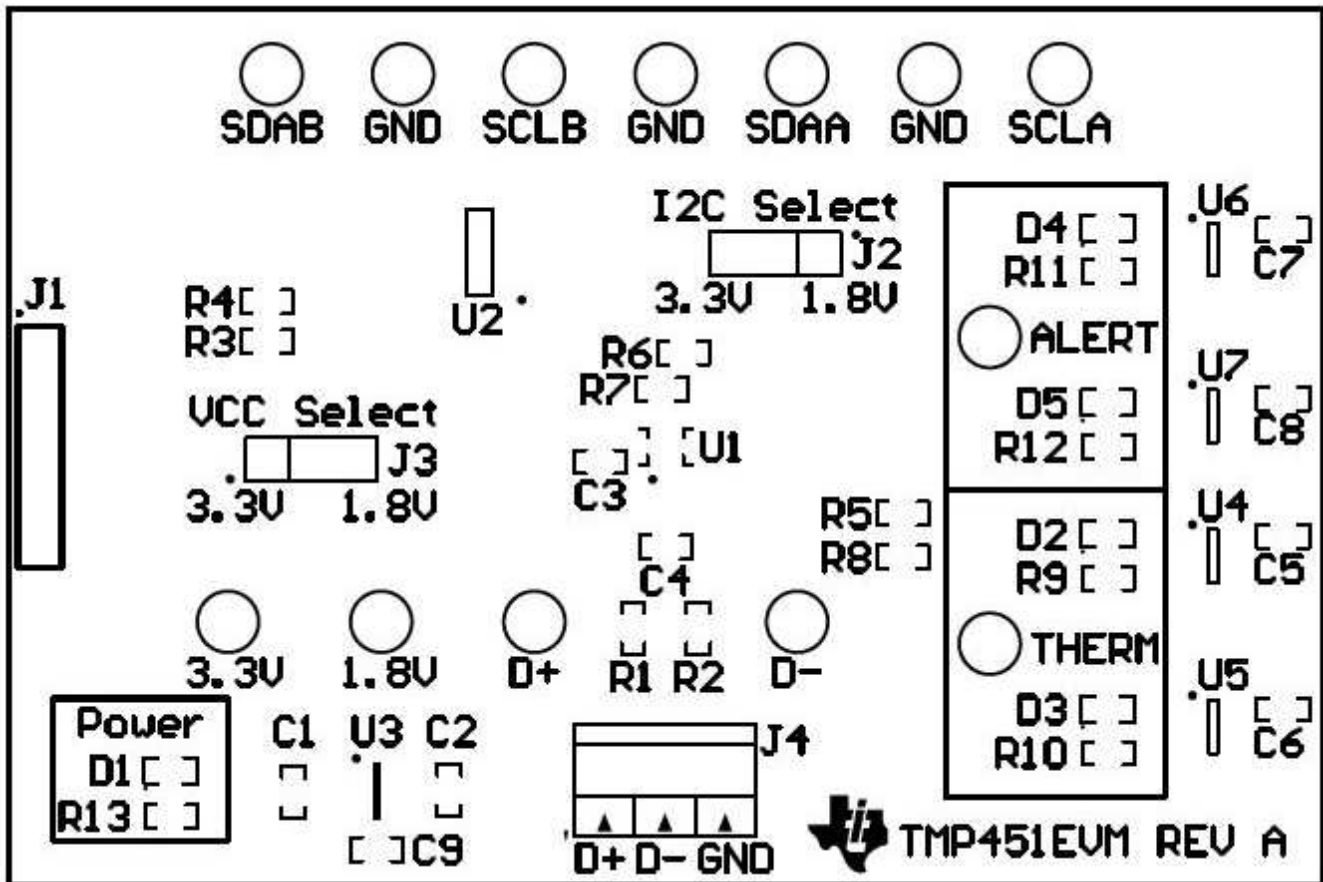 SDAB GND SCLB GND SDAA GND SCLA
I2C Select
J2
3.3V 1.8V
U2
J1
R4
R3
VCC Select
J3
3.3V 1.8V
R6
R7
U1
C3
C4
R5
R8
D4
R11
ALERT
D5
R12
D2
R9
THERM
D3
R10
U6
C7
U7
C8
U4
C5
U5
C6
3.3V 1.8V D+ R1 R2 D-
Power
D1
R13
C1 U3 C2
C9
J4
D+ D- GND
ti TMP451EVM REV A